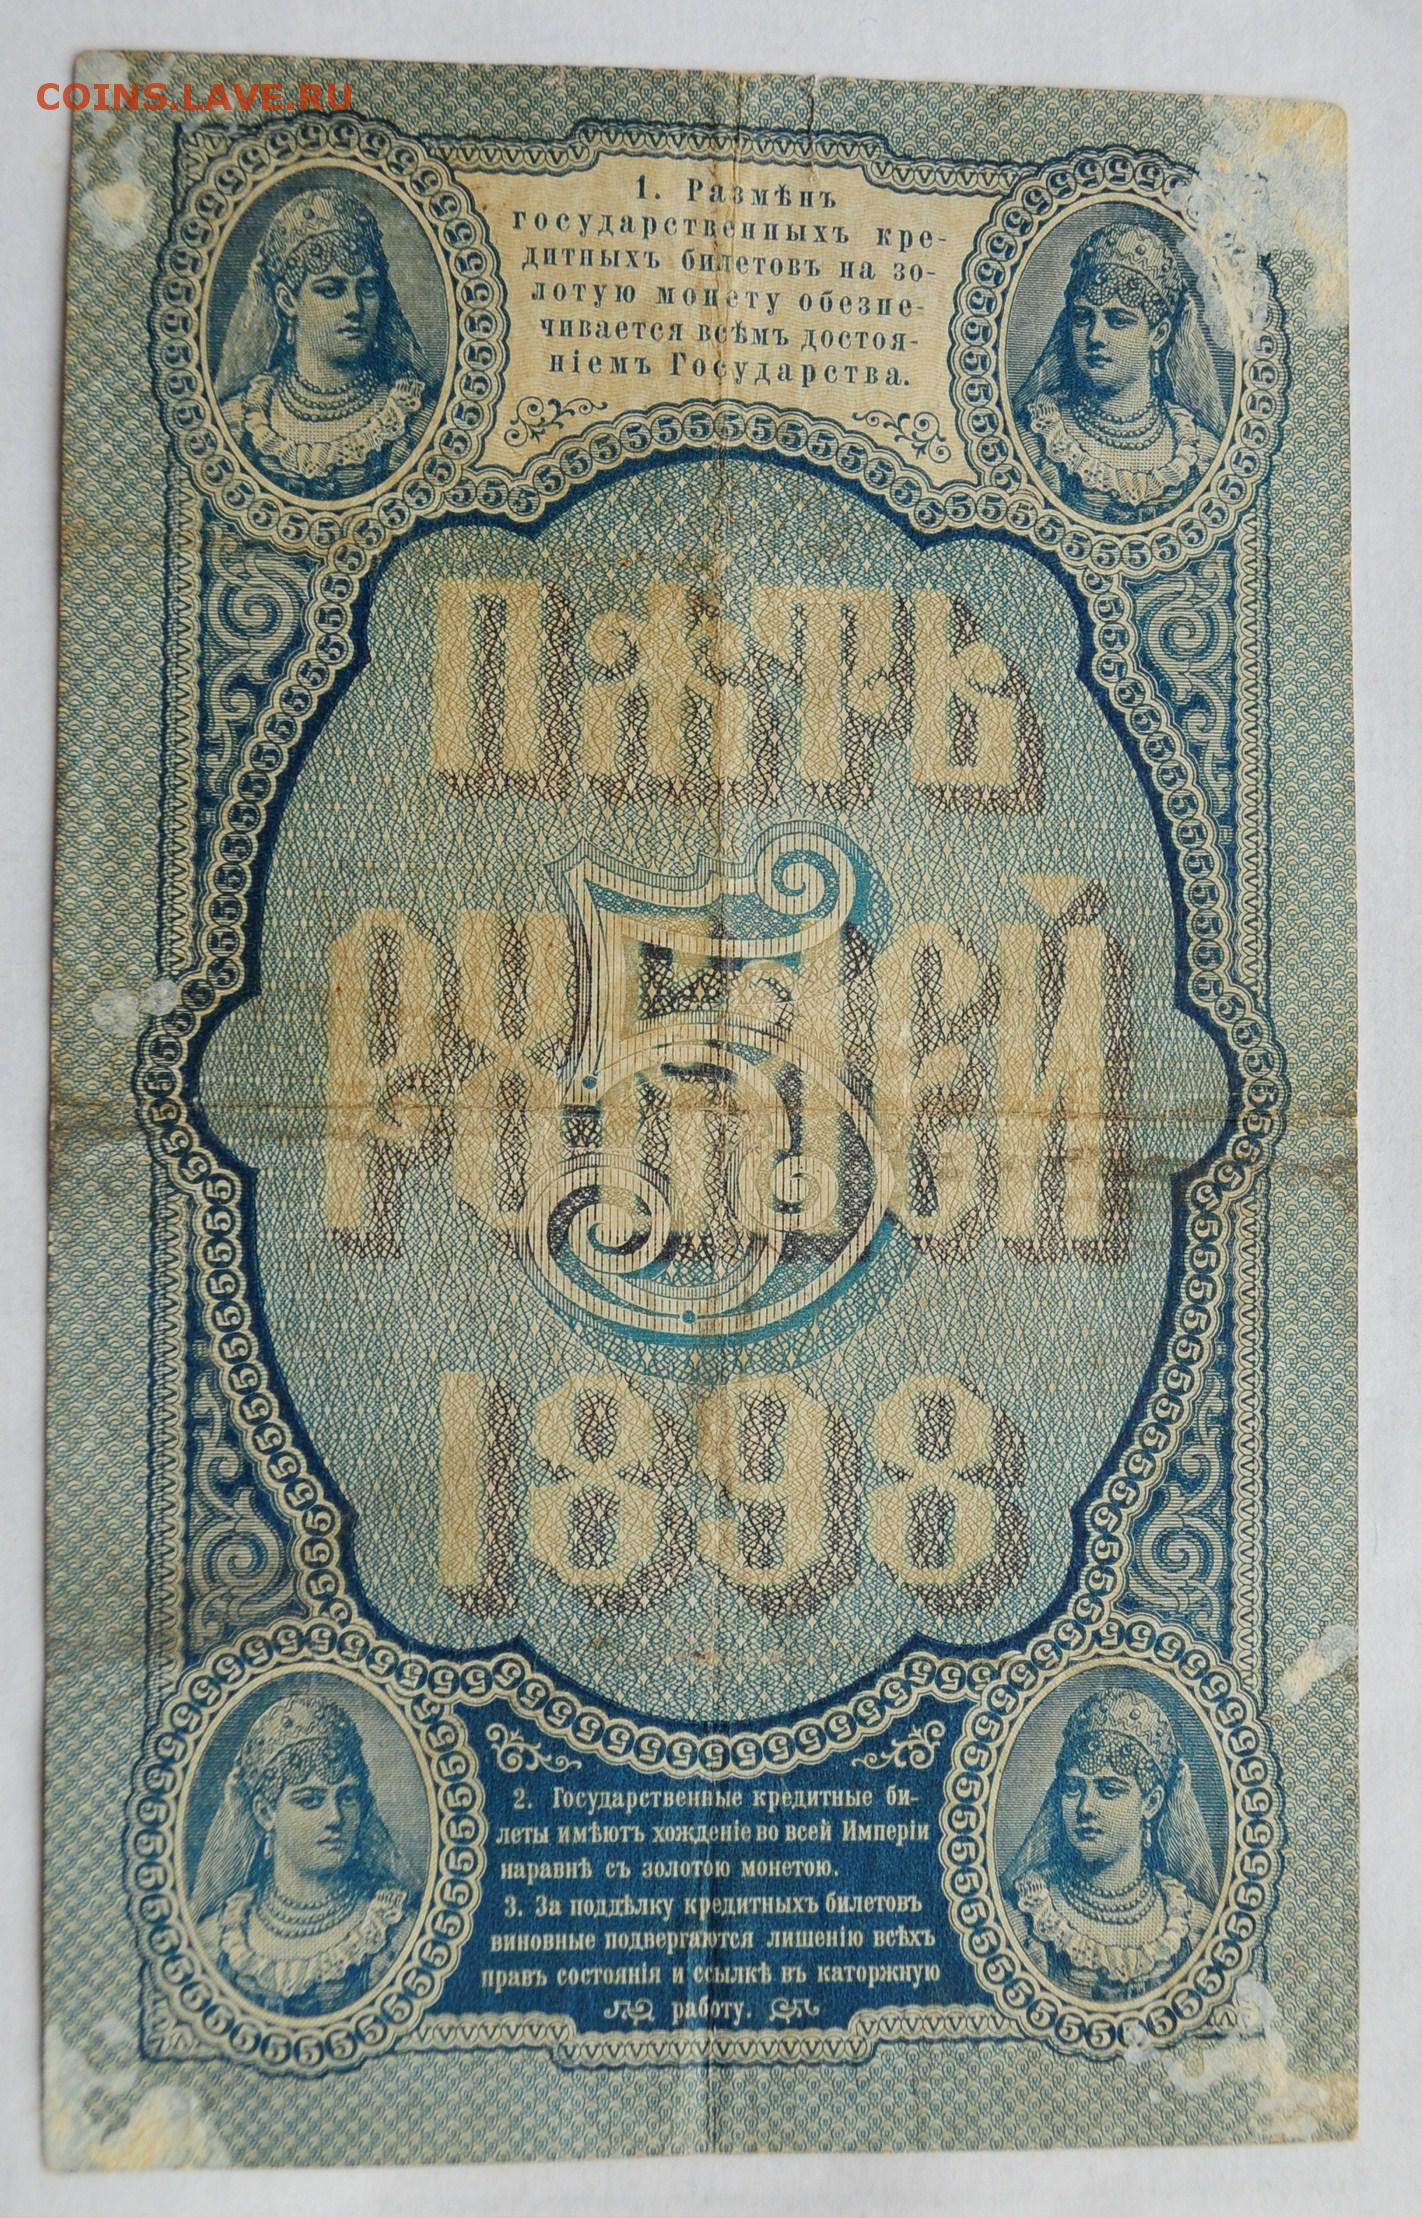 COINS.LAVE.RU
1. Размѣнъ
государственныхъ кре-
дитныхъ билетовъ на зо-
лотую монету обезпе-
чивается всѣмъ достоя-
ніемъ Государства.
ПЯТЬ
РУБЛЕЙ
5
1898
2. Государственные кредитные би-
леты имѣютъ хожденіе во всей Имперіи
наравнѣ съ золотою монетою.
3. За поддѣлку кредитныхъ билетовъ
виновные подвергаются лишенію всѣхъ
правъ состоянія и ссылкѣ въ каторжную
работу.